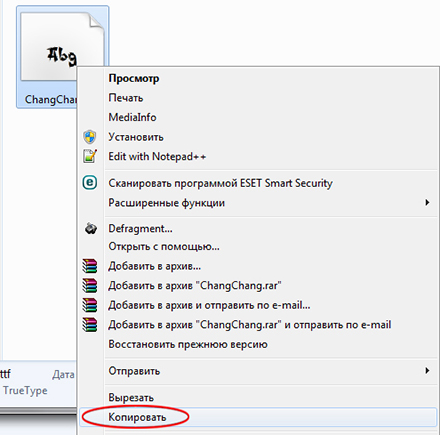 Abg
ChangChan
Просмотр
Печать
MediaInfo
Установить
Edit with Notepad++
Сканировать программой ESET Smart Security
Расширенные функции
Defragment...
Открыть с помощью...
Добавить в архив...
Добавить в архив "ChangChang.rar"
Добавить в архив и отправить по e-mail...
Добавить в архив "ChangChang.rar" и отправить по e-mail
Восстановить прежнюю версию
Отправить
ttf Дата
TrueType
Вырезать
Копировать